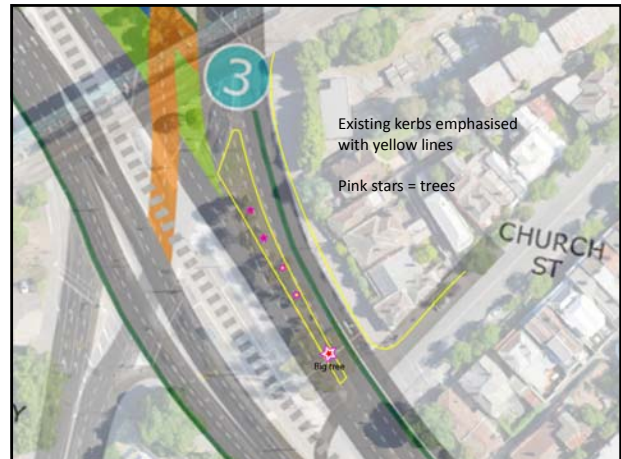 3
Existing kerbs emphasised
with yellow lines
Pink stars = trees
CHURCH
ST
Big tree
Y